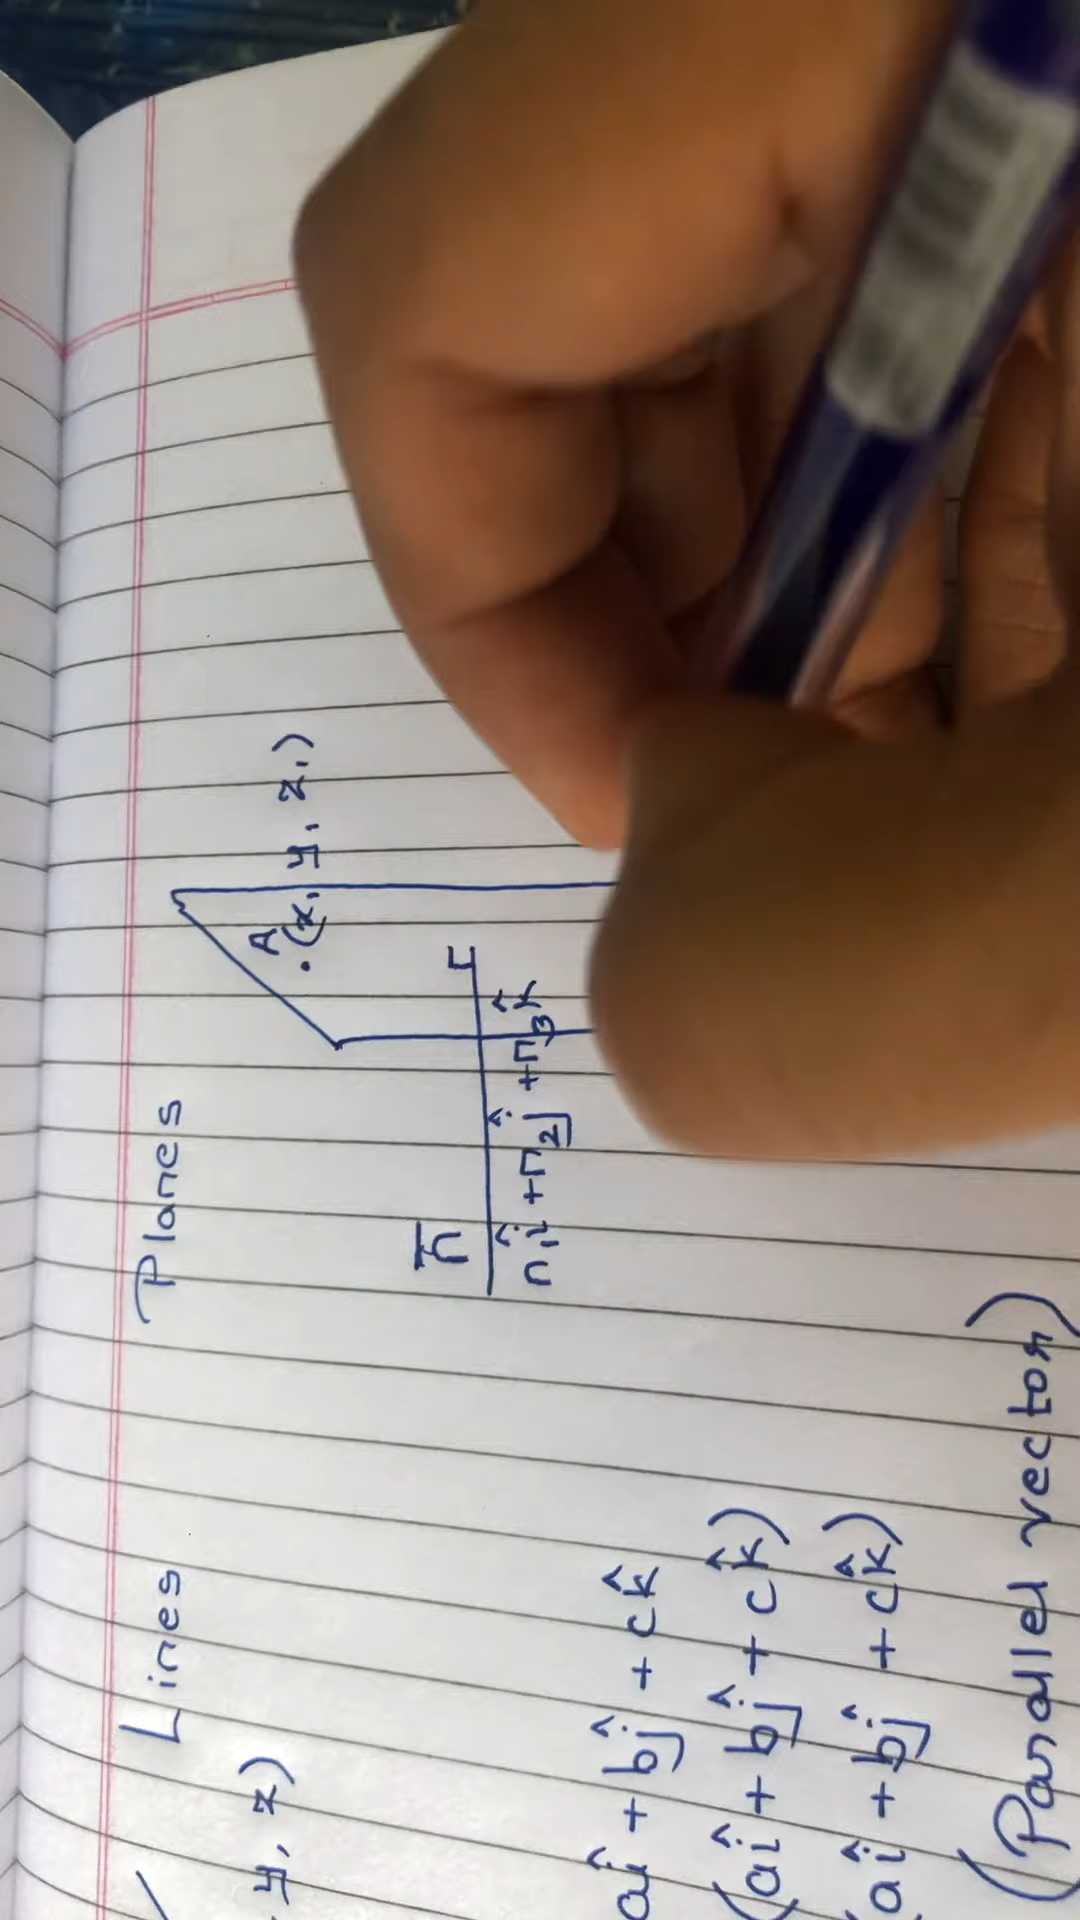 Lines
Planes
y, z)
A
(x₁ y₁ z₁)
n̄
n₁î + n₂ĵ + n₃k̂
aî + bĵ + ck̂
(aî + bĵ + ck̂)
aî + bĵ + ck̂)
(Parallel vector)